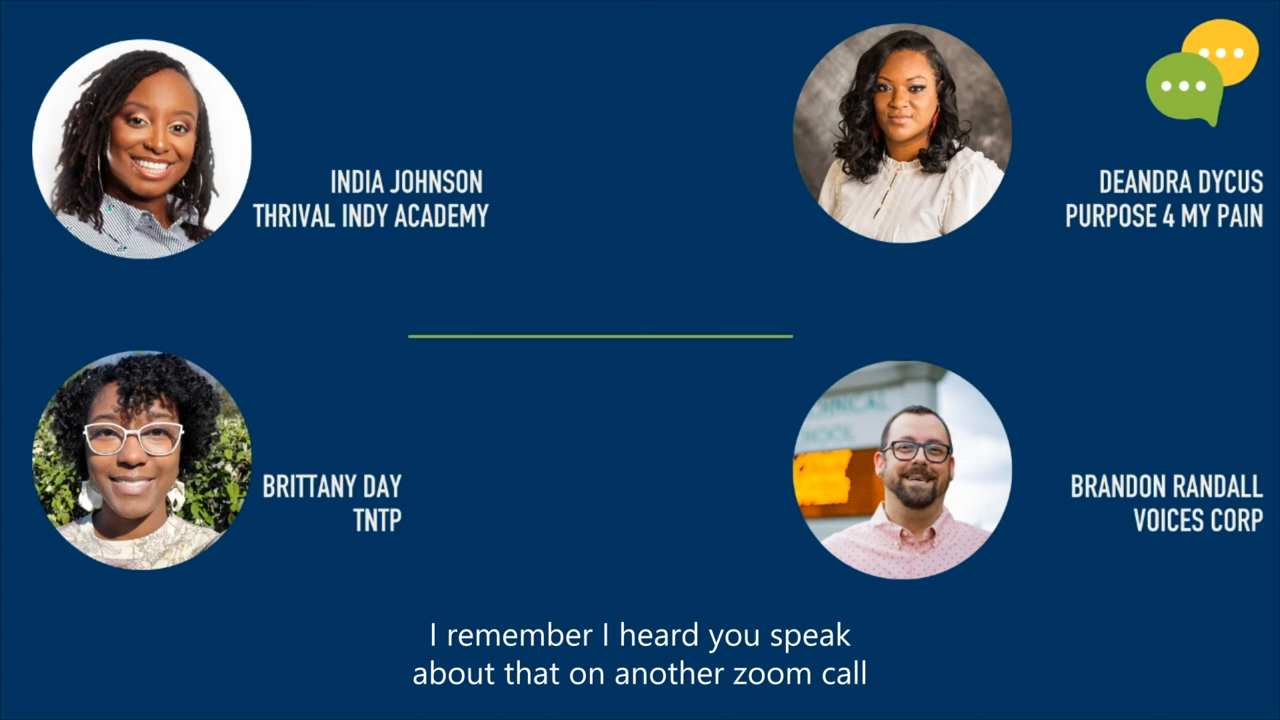 INDIA JOHNSON
THRIVAL INDY ACADEMY
DEANDRA DYCUS
PURPOSE 4 MY PAIN
BRITTANY DAY
TNTP
BRANDON RANDALL
VOICES CORP
I remember I heard you speak
about that on another zoom call